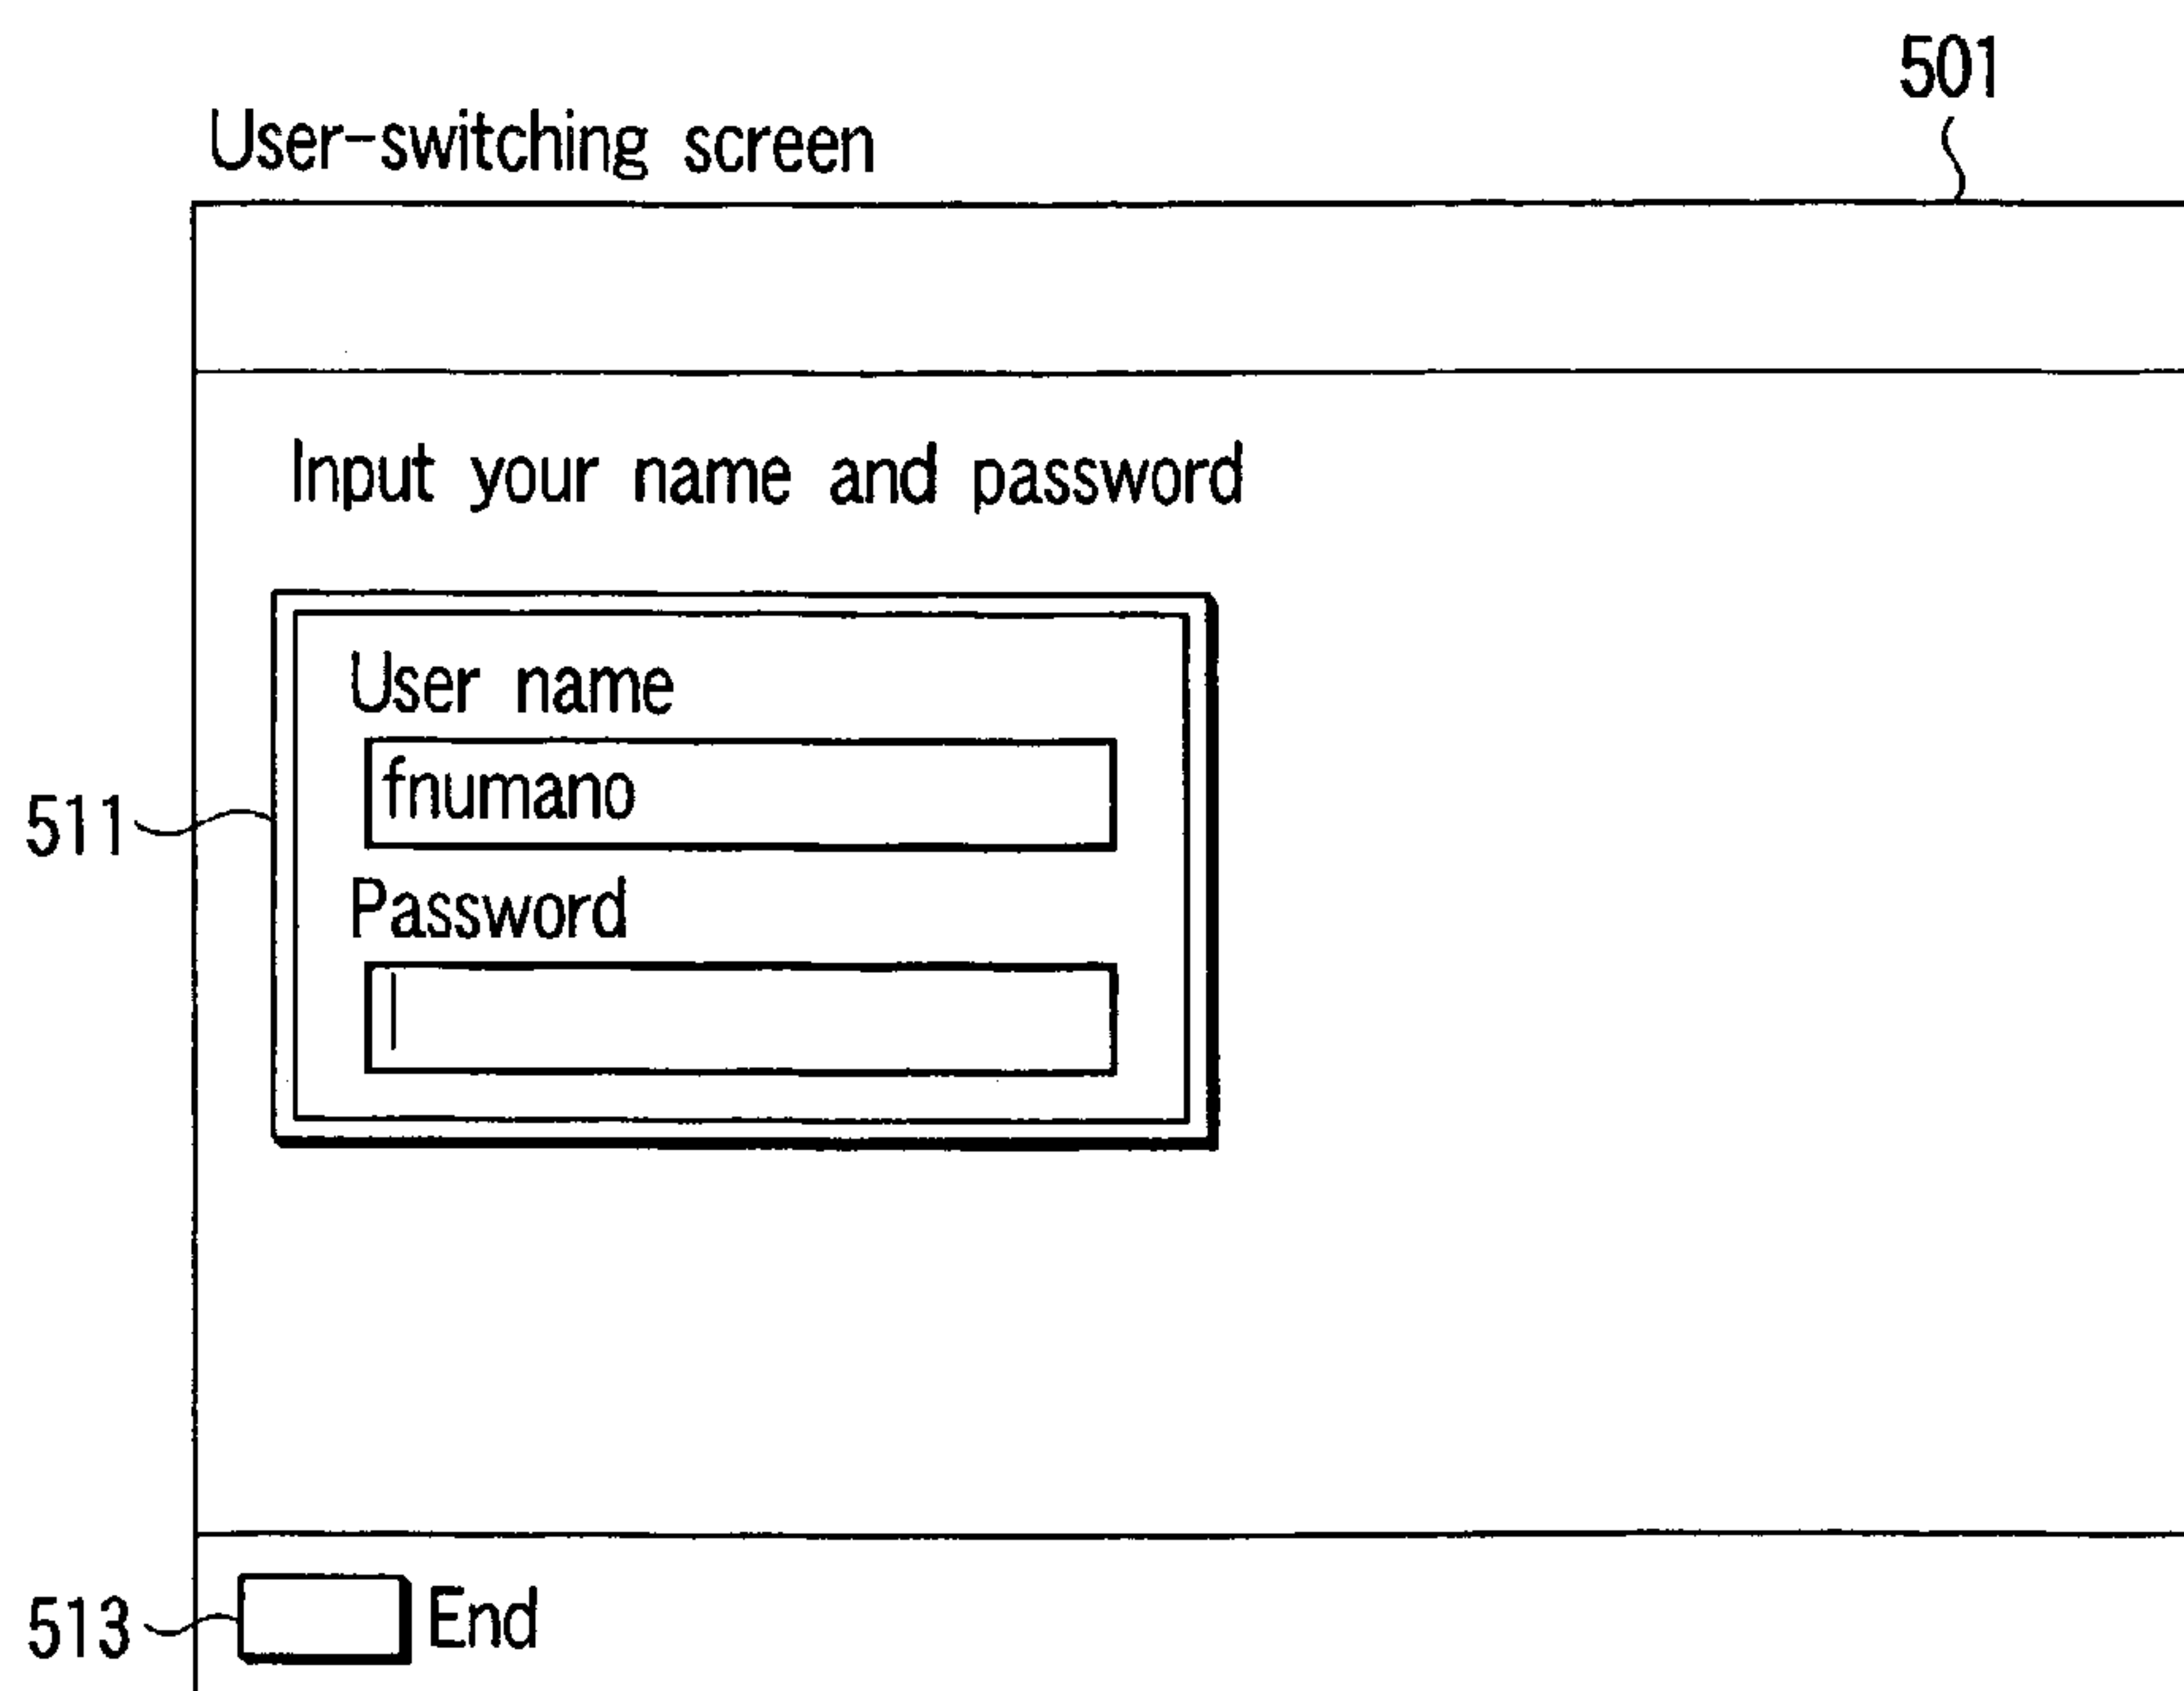 501
User-switching screen
Input your name and password
User name
fnumano
511
Password
513 End